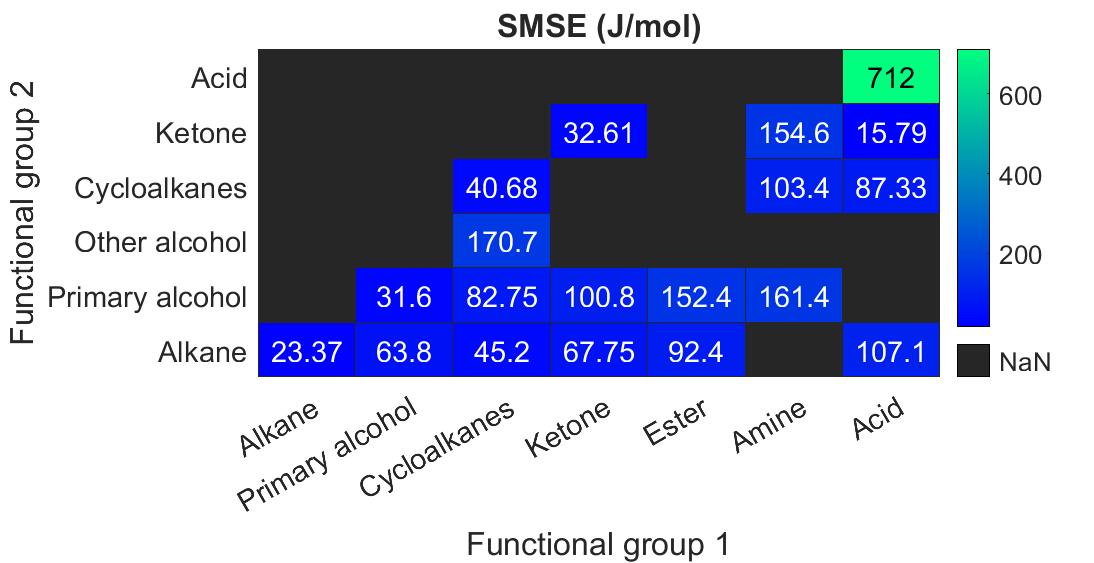 SMSE (J/mol)
Functional group 2
Acid 712
Ketone 32.61 154.6 15.79
Cycloalkanes 40.68 103.4 87.33
Other alcohol 170.7
Primary alcohol 31.6 82.75 100.8 152.4 161.4
Alkane 23.37 63.8 45.2 67.75 92.4 107.1
600
400
200
NaN
Alkane
Primary alcohol
Cycloalkanes
Ketone
Ester
Amine
Acid
Functional group 1